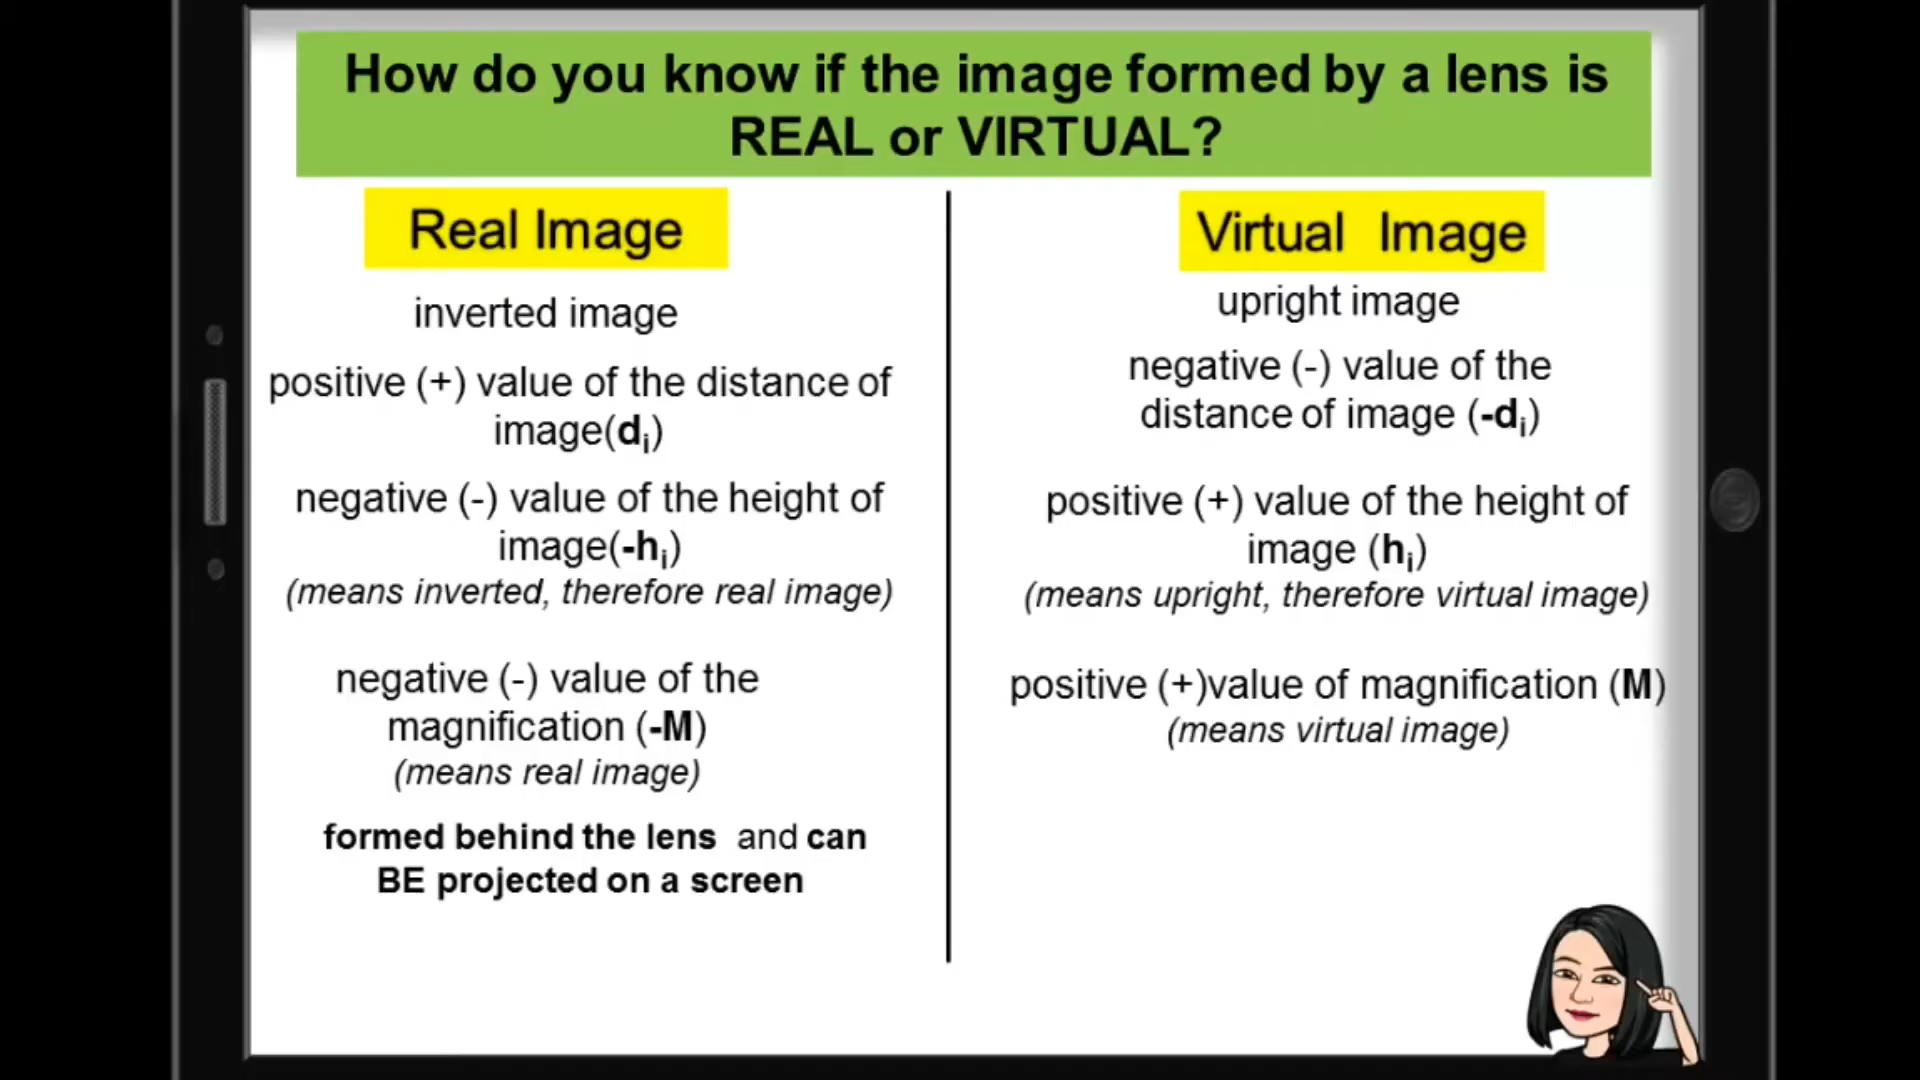 How do you know if the image formed by a lens is
REAL or VIRTUAL?
Real Image
inverted image
positive (+) value of the distance of
image(di)
negative (-) value of the height of
image(-hi)
(means inverted, therefore real image)
negative (-) value of the
magnification (-M)
(means real image)
formed behind the lens and can
BE projected on a screen
Virtual Image
upright image
negative (-) value of the
distance of image (-di)
positive (+) value of the height of
image (hi)
(means upright, therefore virtual image)
positive (+)value of magnification (M)
(means virtual image)